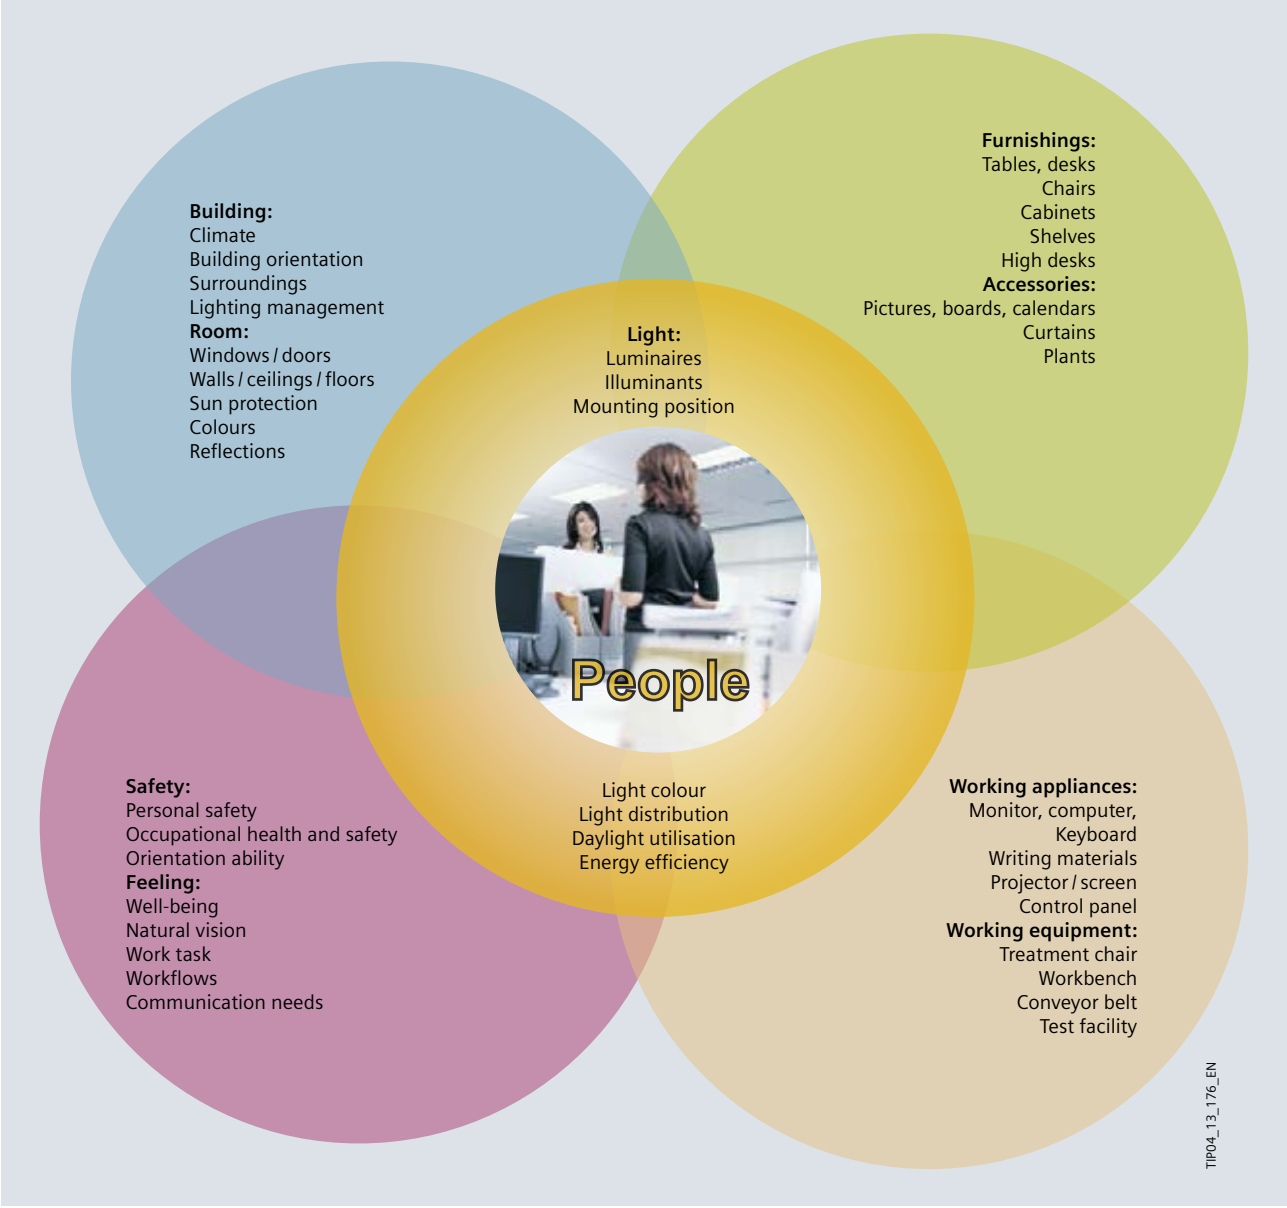 Building:
Climate
Building orientation
Surroundings
Lighting management
Room:
Windows / doors
Walls / ceilings / floors
Sun protection
Colours
Reflections
Furnishings:
Tables, desks
Chairs
Cabinets
Shelves
High desks
Accessories:
Pictures, boards, calendars
Curtains
Plants
Light:
Luminaires
Illuminants
Mounting position
People
Light colour
Light distribution
Daylight utilisation
Energy efficiency
Safety:
Personal safety
Occupational health and safety
Orientation ability
Feeling:
Well-being
Natural vision
Work task
Workflows
Communication needs
Working appliances:
Monitor, computer,
Keyboard
Writing materials
Projector / screen
Control panel
Working equipment:
Treatment chair
Workbench
Conveyor belt
Test facility
TIP04_13_176_EN